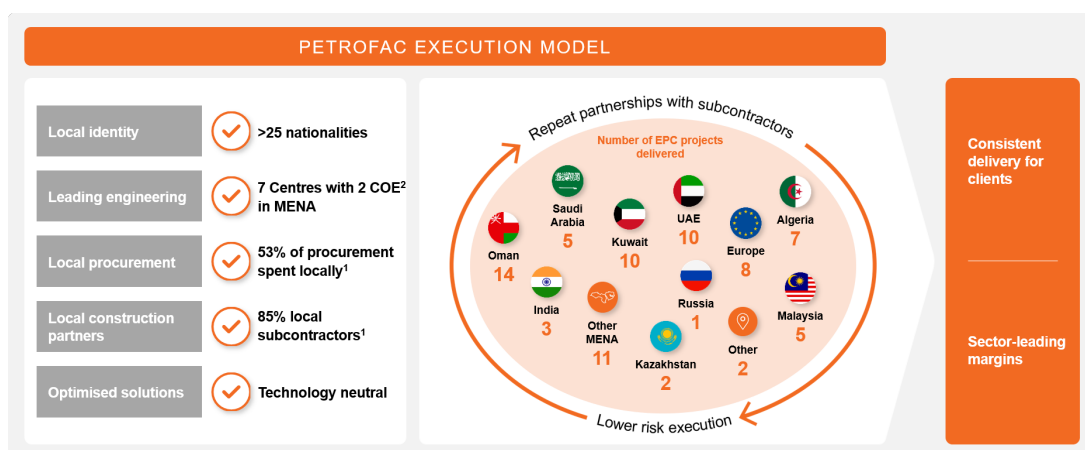 PETROFAC EXECUTION MODEL
Local identity
>25 nationalities
Leading engineering
7 Centres with 2 COE²
in MENA
Local procurement
53% of procurement
spent locally¹
Local construction
partners
85% local
subcontractors¹
Optimised solutions
Technology neutral
Repeat partnerships with subcontractors
Number of EPC projects
delivered
Saudi
Arabia
5
UAE
10
Algeria
7
Kuwait
10
Oman
14
Europe
8
India
3
Russia
1
Malaysia
5
Other
MENA
11
Kazakhstan
2
Other
2
Lower risk execution
Consistent
delivery for
clients
Sector-leading
margins